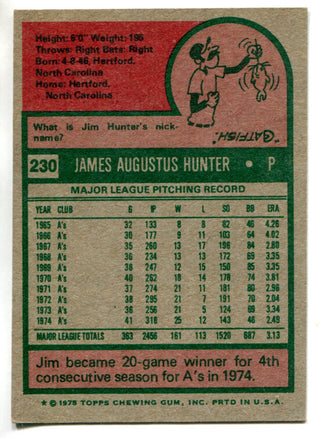 Height: 6'0" Weight: 195
Throws: Right Bats: Right
Born: 4-8-46, Hertford,
North Carolina
Home: Hertford,
North Carolina
What is Jim Hunter's nick-
name?
"CATFISH"
230 JAMES AUGUSTUS HUNTER • P
MAJOR LEAGUE PITCHING RECORD
YEAR CLUB G IP W L SO BB ERA
1965 A's 32 133 8 8 82 46 4.26
1966 A's 30 177 9 11 103 64 4.02
1967 A's 35 260 13 17 196 84 2.80
1968 A's 36 234 13 13 172 69 3.35
1969 A's 38 247 12 15 150 85 3.35
1970 A's 40 262 18 14 178 74 3.81
1971 A's 37 274 21 11 181 80 2.96
1972 A's 38 295 21 7 191 70 2.04
1973 A's 36 256 21 5 124 69 3.34
1974 A's 41 318 25 12 143 46 2.49
MAJOR LEAGUE TOTALS 363 2456 161 113 1520 687 3.13
Jim became 20-game winner for 4th
consecutive season for A's in 1974.
* © 1975 TOPPS CHEWING GUM, INC. PRTD IN U.S.A.